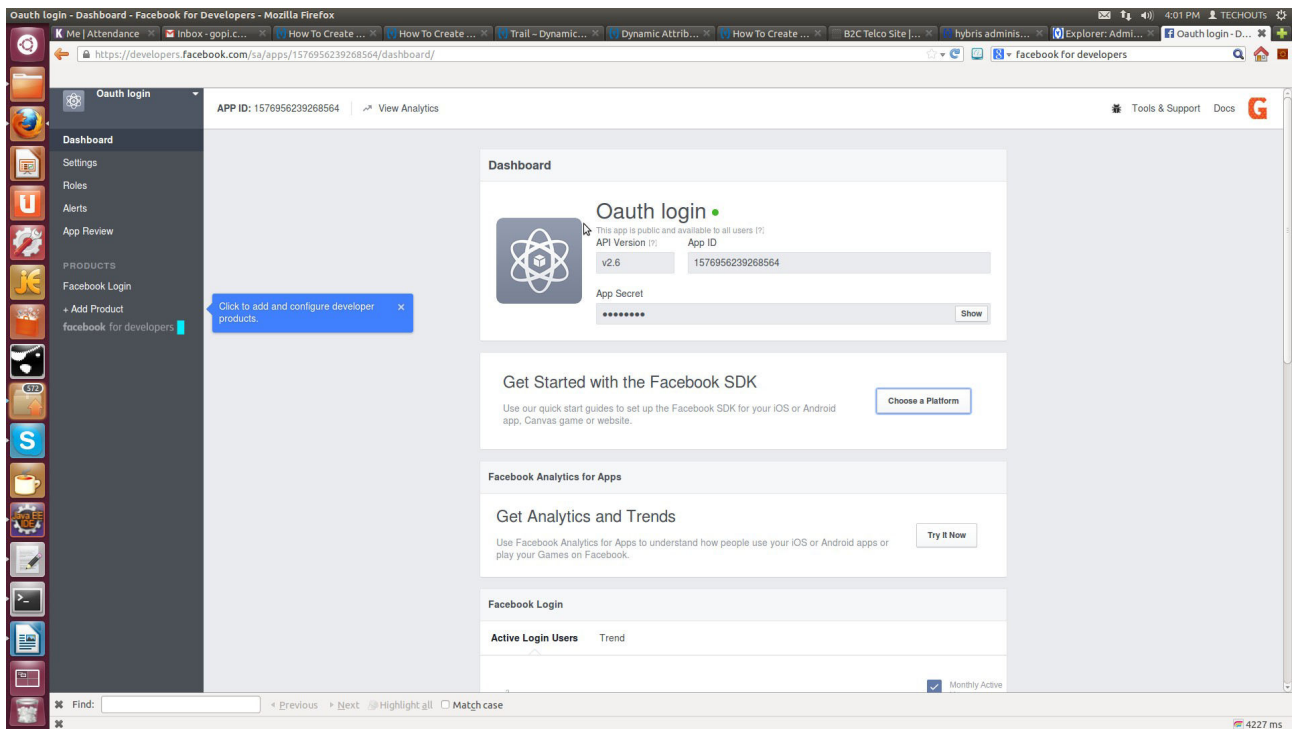 Oauth login - Dashboard - Facebook for Developers - Mozilla Firefox
4:01 PM TECHOUTs
K Me | Attendance
Inbox - gopi.c...
How To Create ...
How To Create ...
Trail – Dynamic...
Dynamic Attrib...
How To Create ...
B2C Telco Site |...
hybris adminis...
[y] Explorer: Admi...
Oauth login - D...
https://developers.facebook.com/sa/apps/1576956239268564/dashboard/
facebook for developers
Oauth login
APP ID: 1576956239268564
View Analytics
Tools & Support
Docs
G
Dashboard
Settings
Roles
Alerts
App Review
PRODUCTS
Facebook Login
+ Add Product
facebook for developers
Click to add and configure developer
products.
Dashboard
Oauth login
This app is public and available to all users [?]
API Version [?]
App ID
v2.6
1576956239268564
App Secret
●●●●●●●●
Show
Get Started with the Facebook SDK
Use our quick start guides to set up the Facebook SDK for your iOS or Android
app, Canvas game or website.
Choose a Platform
Facebook Analytics for Apps
Get Analytics and Trends
Use Facebook Analytics for Apps to understand how people use your iOS or Android apps or
play your Games on Facebook.
Try It Now
Facebook Login
Active Login Users
Trend
Monthly Active
572
Java EE
IDE
Find:
Previous
Next
Highlight all
Match case
4227 ms